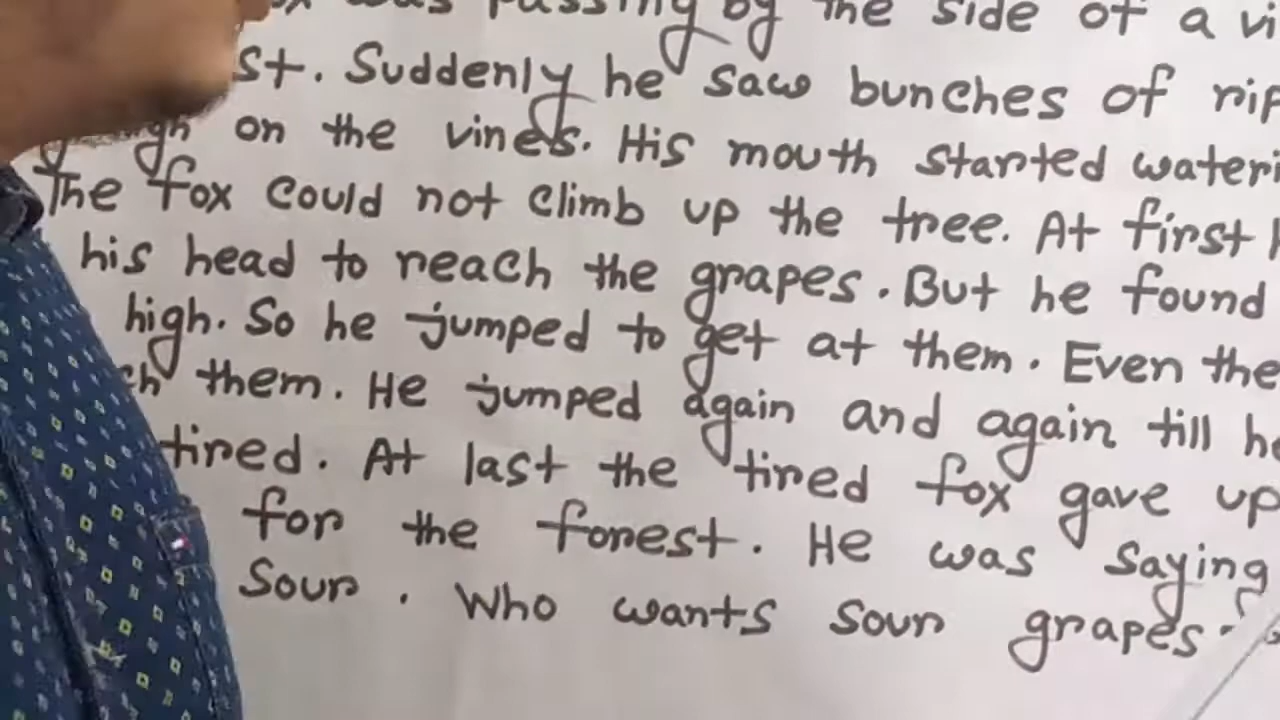 was passing by the side of a
Suddenly he saw bunches of
on the vines. His mouth started
The fox could not climb up the tree. At first
his head to reach the grapes. But he found
high. So he jumped to get at them. Even
them. He jumped again and again till
tired. At last the tired fox gave up
for the forest. He was saying
sour. Who wants sour grapes